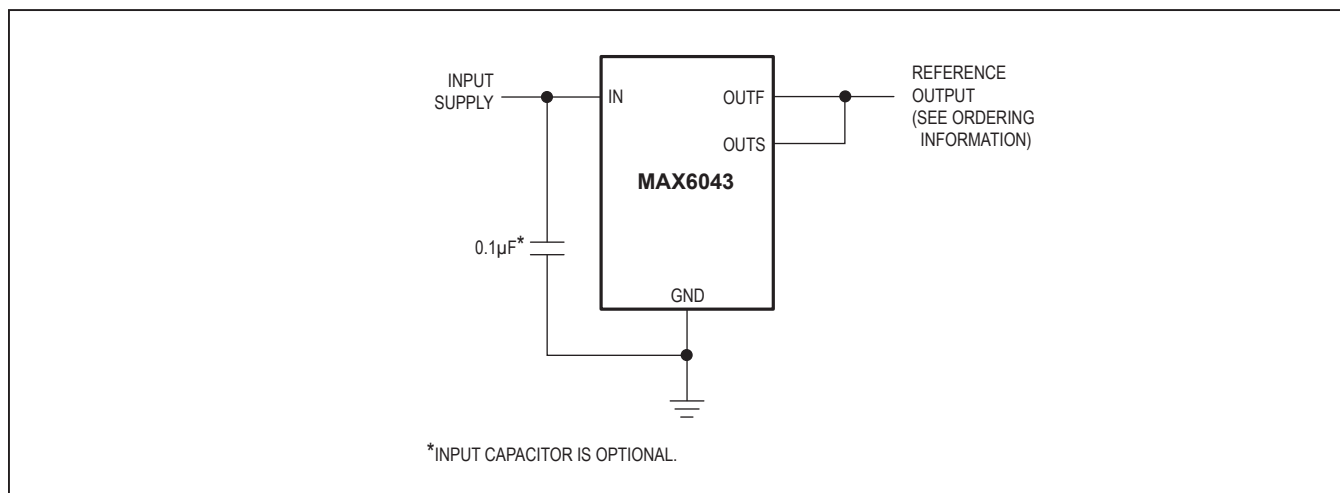 INPUT
SUPPLY
IN
OUTF
OUTS
REFERENCE
OUTPUT
(SEE ORDERING
INFORMATION)
MAX6043
0.1µF*
GND
*INPUT CAPACITOR IS OPTIONAL.